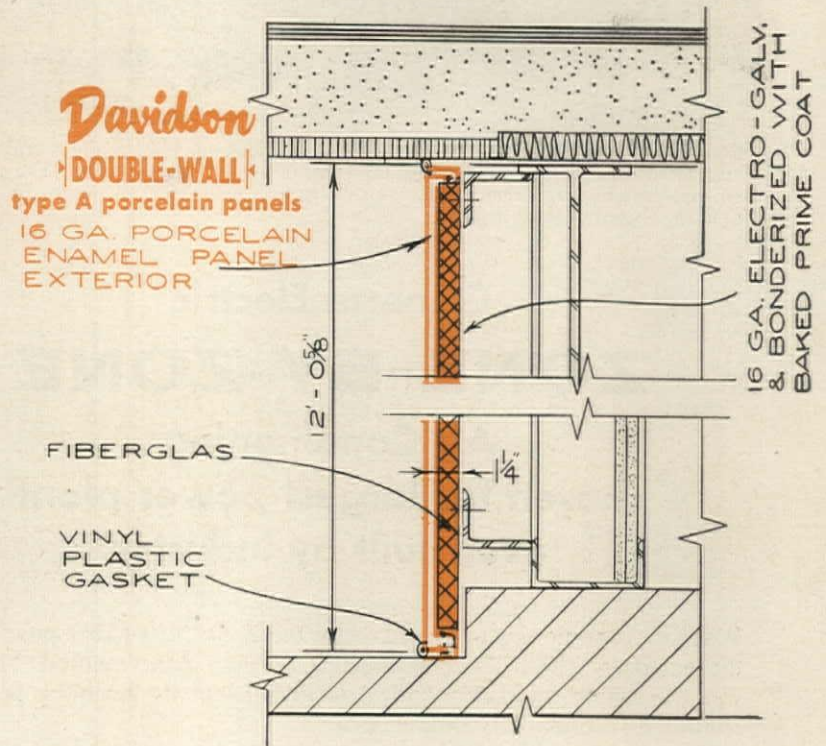 Davidson
DOUBLE-WALL
type A porcelain panels
16 GA. PORCELAIN
ENAMEL PANEL
EXTERIOR
12'-0⅝"
FIBERGLAS
1¼"
VINYL
PLASTIC
GASKET
16 GA. ELECTRO-GALV.
& BONDERIZED WITH
BAKED PRIME COAT